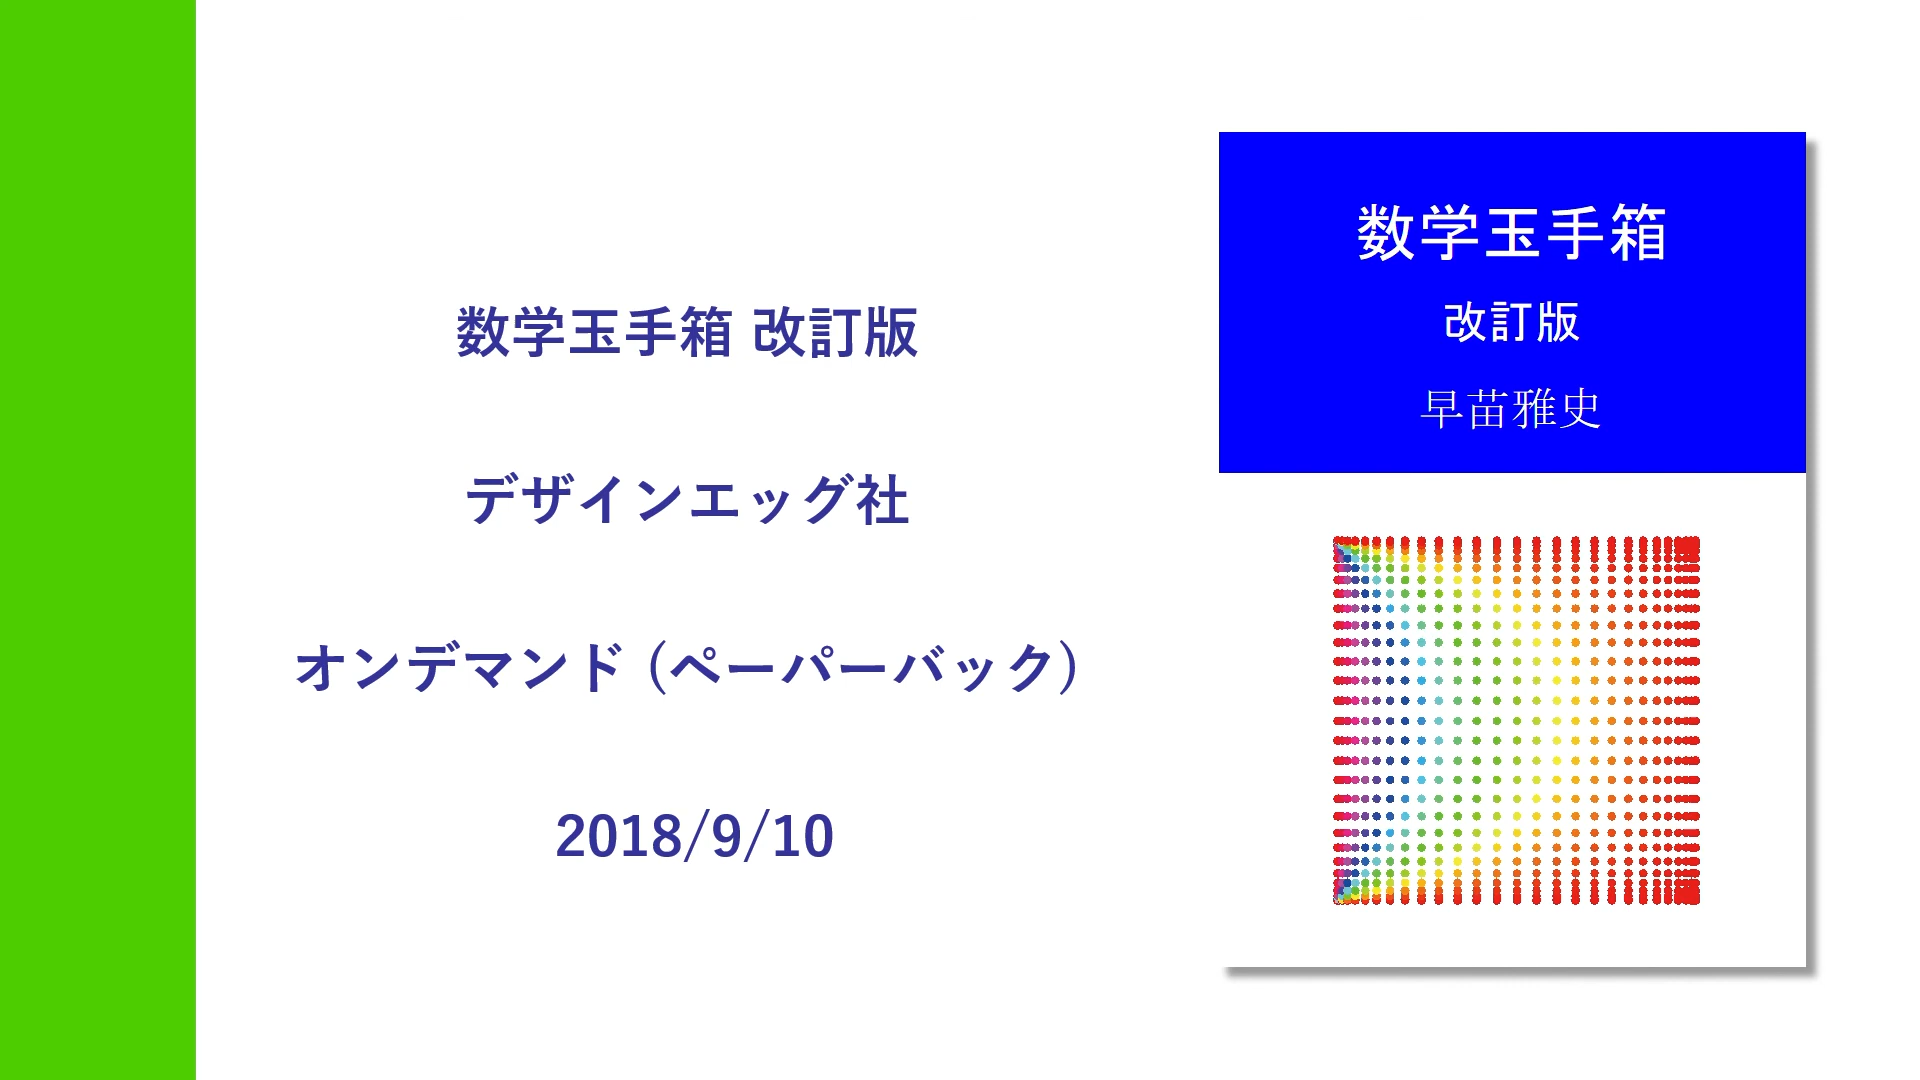 数学玉手箱 改訂版
デザインエッグ社
オンデマンド (ペーパーバック)
2018/9/10
数学玉手箱
改訂版
早苗雅史